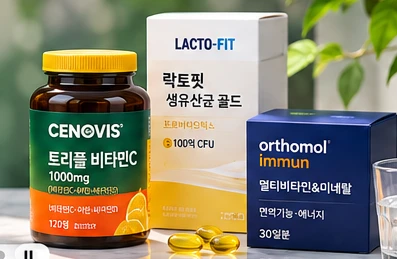 CENOVIS
토리플 비타민C
1000mg
120정
LACTO-FIT
락토핏
생유산균 골드
프로바이오틱스
100억 CFU
orthomol
immun
멀티비타민&미네랄
면역기능·에너지
30일분